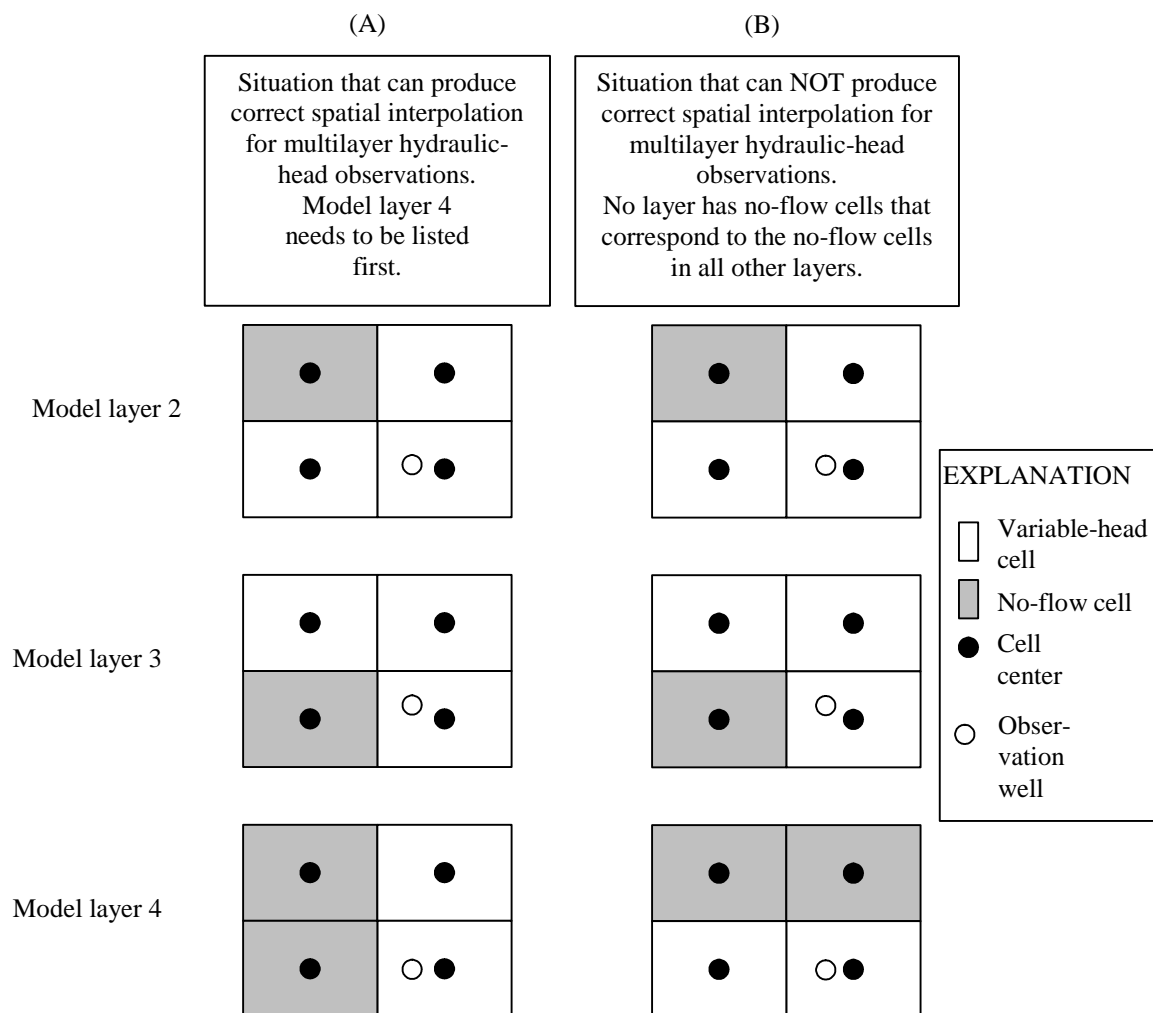 (A)
Situation that can produce
correct spatial interpolation
for multilayer hydraulic-
head observations.
Model layer 4
needs to be listed
first.
(B)
Situation that can NOT produce
correct spatial interpolation for
multilayer hydraulic-head
observations.
No layer has no-flow cells that
correspond to the no-flow cells
in all other layers.
Model layer 2
Model layer 3
Model layer 4
EXPLANATION
Variable-head
cell
No-flow cell
Cell
center
Obser-
vation
well